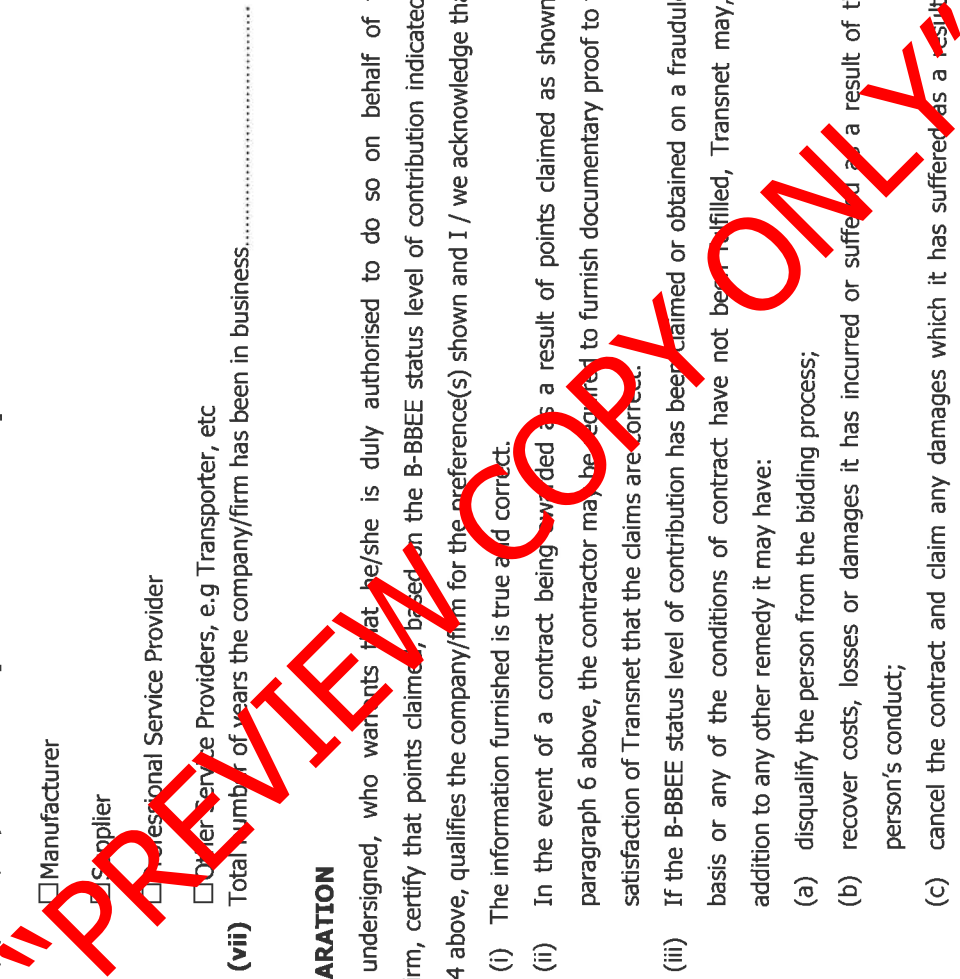 ☐Manufacturer
☐Supplier
☐Professional Service Provider
☐Other Service Providers, e.g Transporter, etc
(vii) Total number of years the company/firm has been in business................................................
ARATION
undersigned, who warrants that he/she is duly authorised to do so on behalf of
rm, certify that points claimed, based on the B-BBEE status level of contribution indicated
4 above, qualifies the company/firm for the preference(s) shown and I / we acknowledge tha
(i) The information furnished is true and correct.
(ii) In the event of a contract being awarded as a result of points claimed as shown
paragraph 6 above, the contractor may be required to furnish documentary proof to
satisfaction of Transnet that the claims are correct.
(iii) If the B-BBEE status level of contribution has been claimed or obtained on a fraudul
basis or any of the conditions of contract have not been fulfilled, Transnet may,
addition to any other remedy it may have:
(a) disqualify the person from the bidding process;
(b) recover costs, losses or damages it has incurred or suffered as a result of t
person's conduct;
(c) cancel the contract and claim any damages which it has suffered as a result
"PREVIEW COPY ONLY"